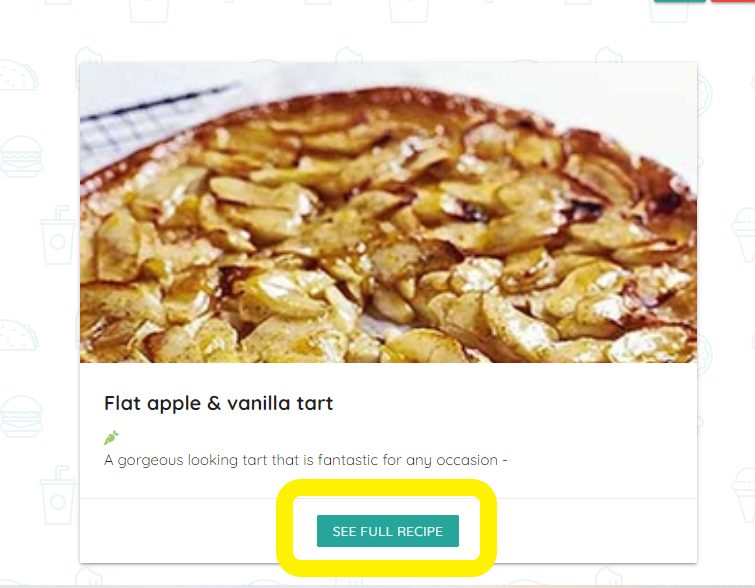 Flat apple & vanilla tart
A gorgeous looking tart that is fantastic for any occasion -
SEE FULL RECIPE